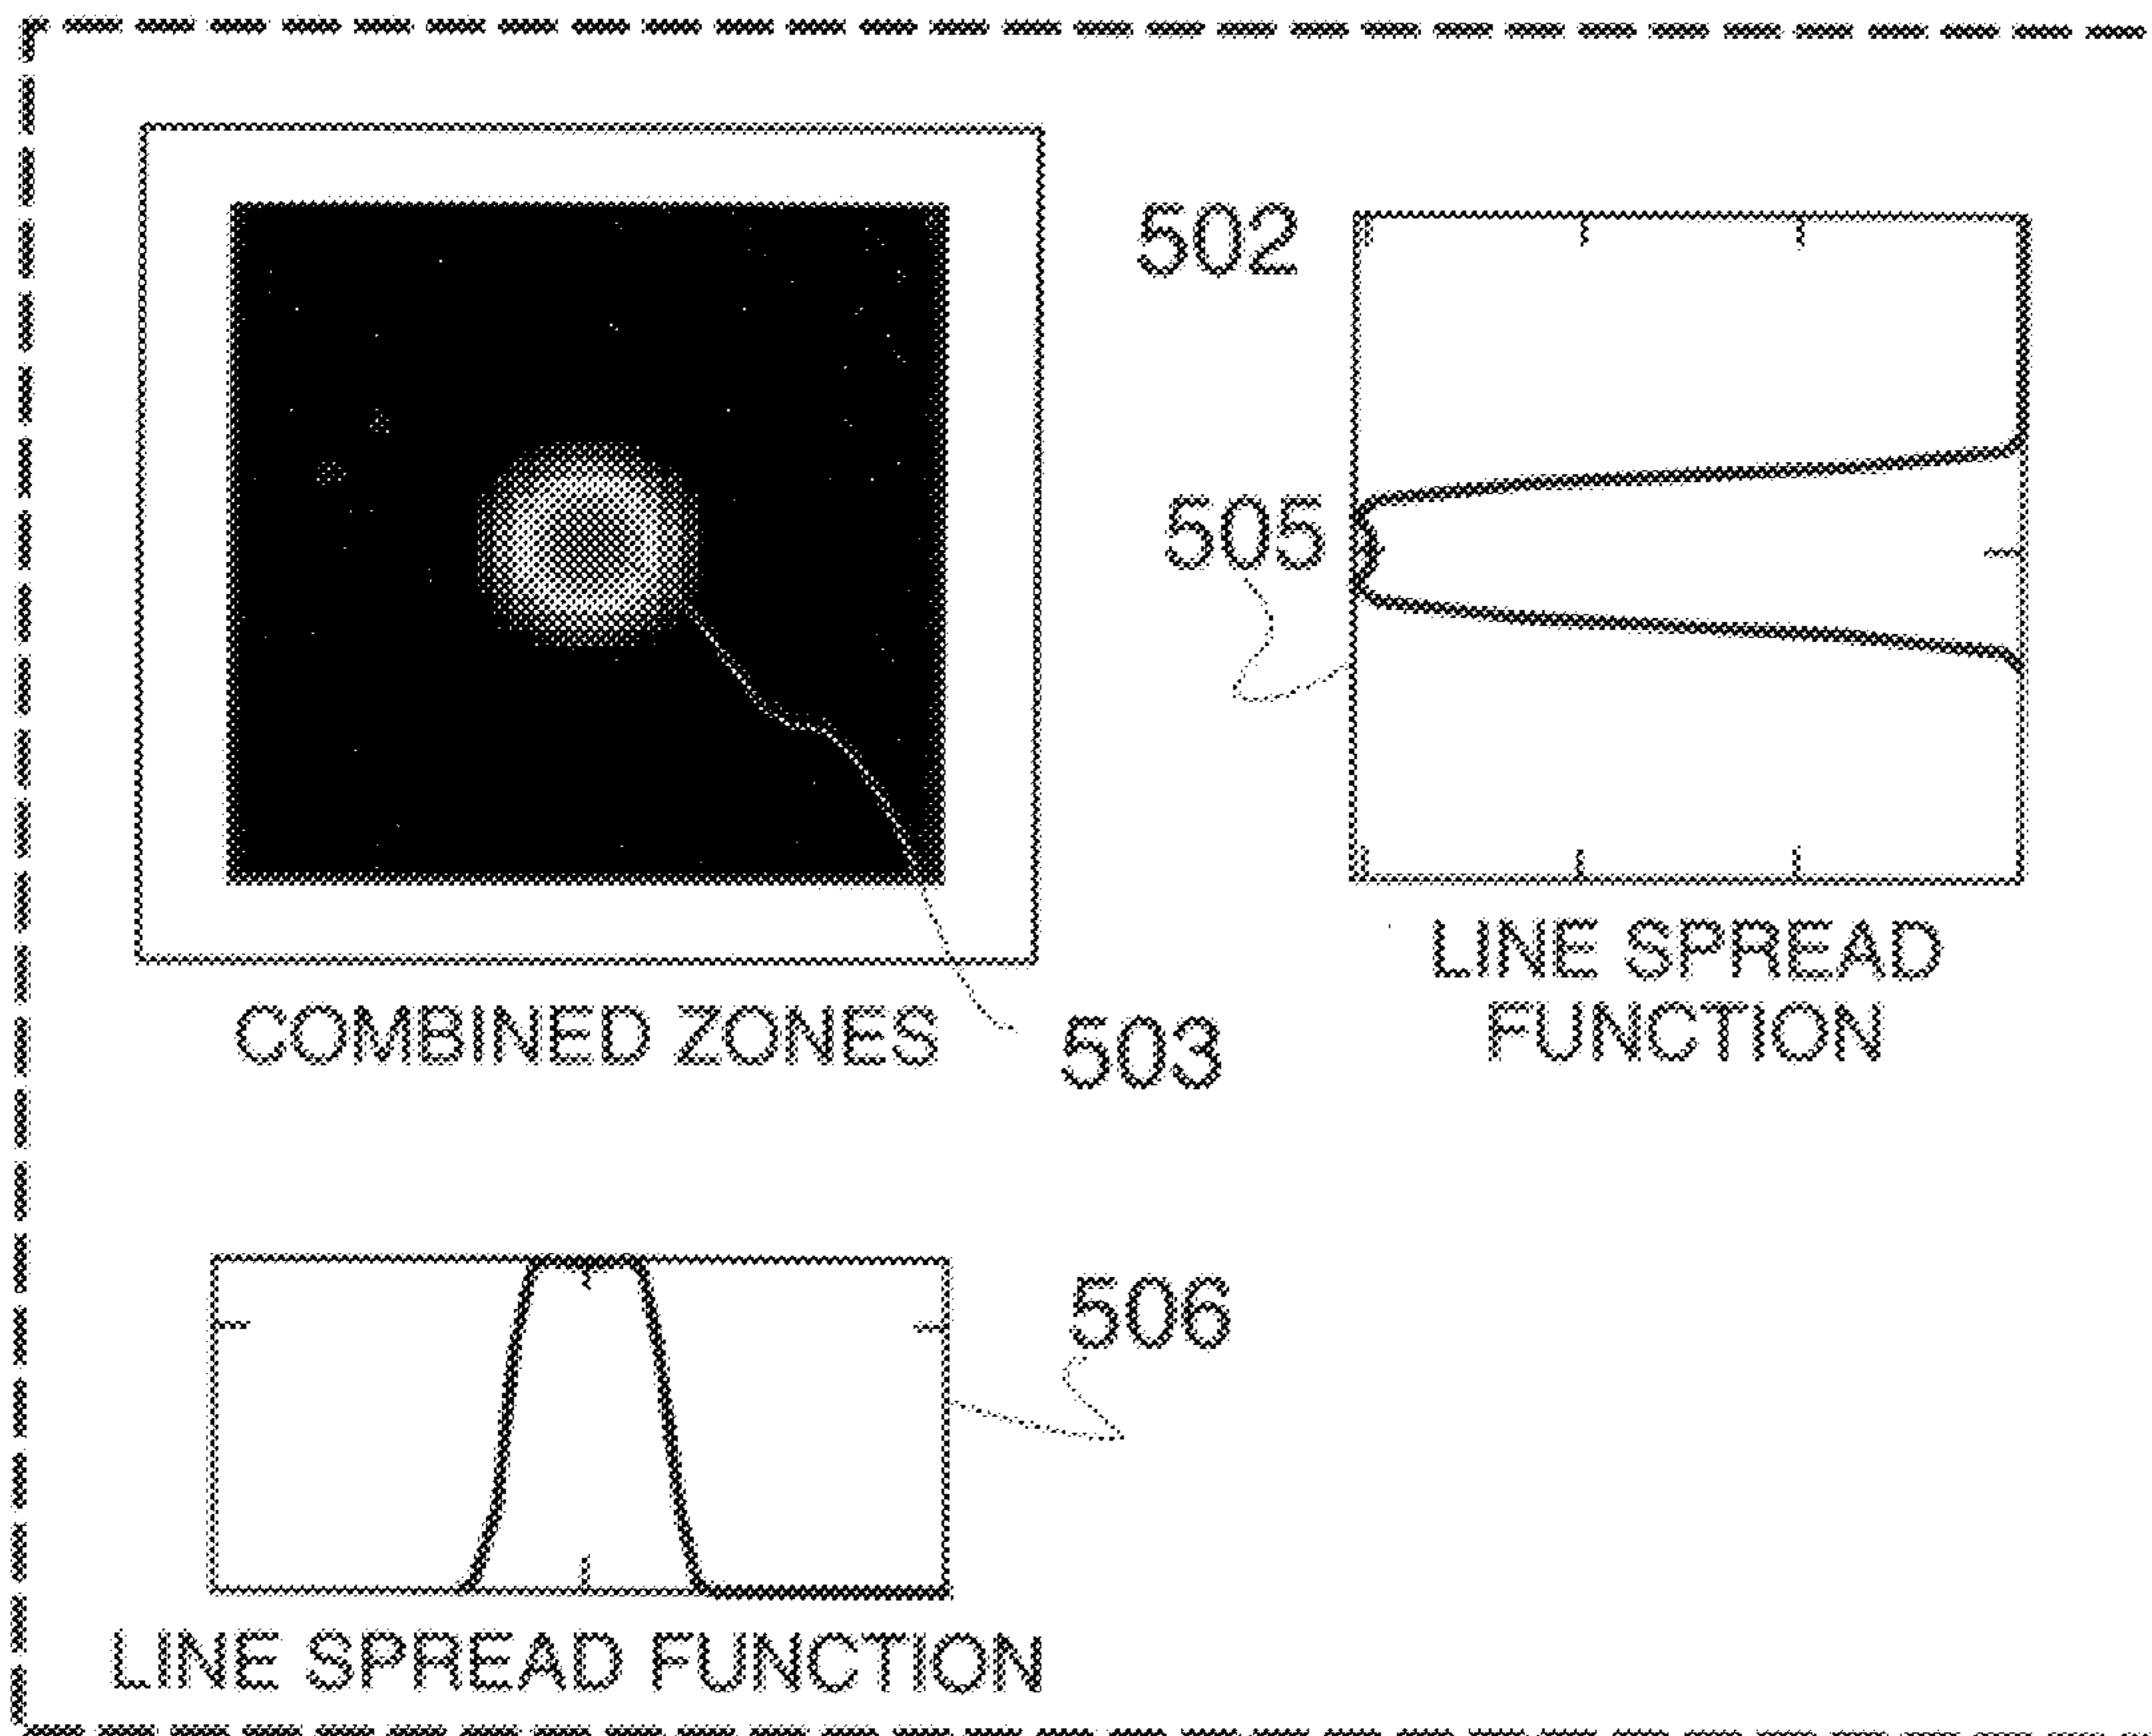 502
505
LINE SPREAD
FUNCTION
COMBINED ZONES
503
506
LINE SPREAD FUNCTION